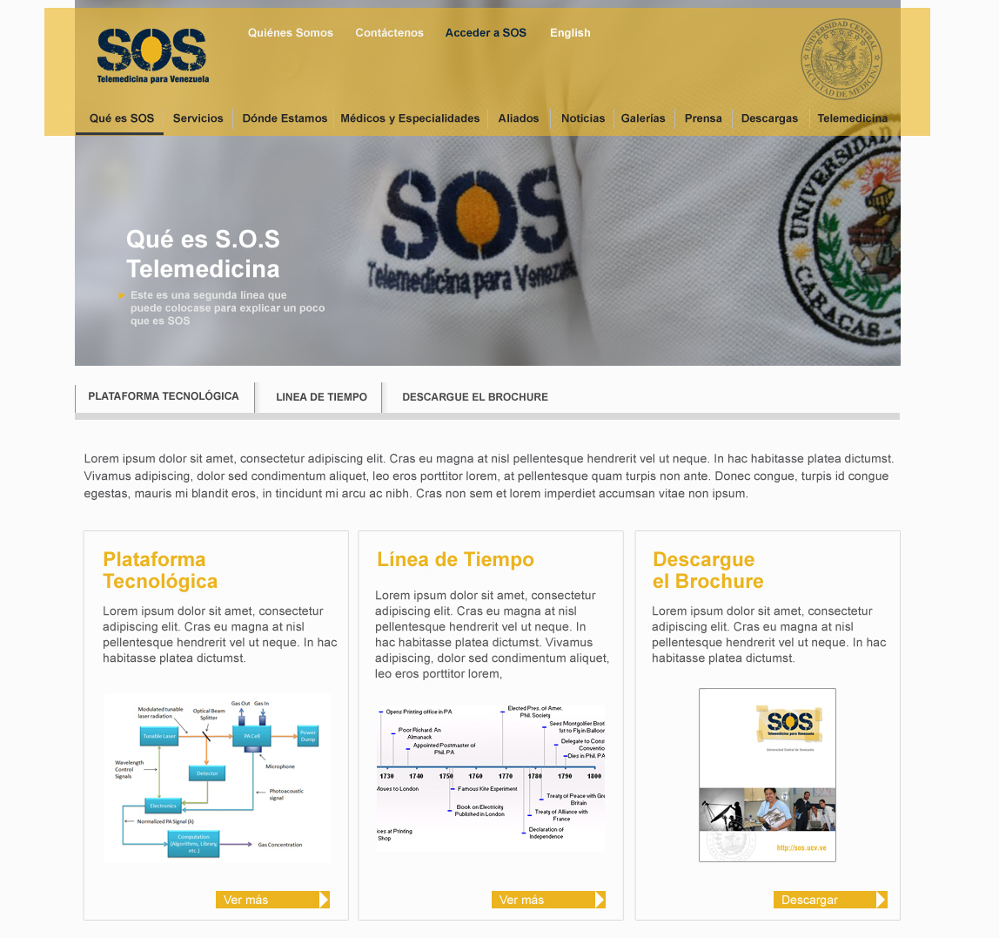 SOS
Telemedicina para Venezuela
Quiénes Somos
Contáctenos
Acceder a SOS
English
UNIVERSIDAD CENTRAL
FACULTAD DE MEDICINA
Qué es SOS
Servicios
Dónde Estamos
Médicos y Especialidades
Aliados
Noticias
Galerías
Prensa
Descargas
Telemedicina
SOS
Telemedicina para Venezuela
UNIVERSIDAD
CARACAS
Qué es S.O.S
Telemedicina
Este es una segunda línea que
puede colocase para explicar un poco
que es SOS
PLATAFORMA TECNOLÓGICA
LINEA DE TIEMPO
DESCARGUE EL BROCHURE
Lorem ipsum dolor sit amet, consectetur adipiscing elit. Cras eu magna at nisl pellentesque hendrerit vel ut neque. In hac habitasse platea dictumst.
Vivamus adipiscing, dolor sed condimentum aliquet, leo eros porttitor lorem, at pellentesque quam turpis non ante. Donec congue, turpis id congue
egestas, mauris mi blandit eros, in tincidunt mi arcu ac nibh. Cras non sem et lorem imperdiet accumsan vitae non ipsum.
Plataforma
Tecnológica
Lorem ipsum dolor sit amet, consectetur
adipiscing elit. Cras eu magna at nisl
pellentesque hendrerit vel ut neque. In hac
habitasse platea dictumst.
Gas Out
Gas In
Modulated tunable
laser radiation
Optical Beam
Splitter
Tunable Laser
PA Cell
Power
Dump
Wavelength
Control
Signals
Detector
Microphone
Photoacoustic
signal
Electronics
Normalized PA Signal (λ)
Computation
(Algorithms, Library,
etc.)
Gas Concentration
Ver más
Línea de Tiempo
Lorem ipsum dolor sit amet, consectetur
adipiscing elit. Cras eu magna at nisl
pellentesque hendrerit vel ut neque. In
hac habitasse platea dictumst. Vivamus
adipiscing, dolor sed condimentum aliquet,
leo eros porttitor lorem,
Opens Printing office in PA
Elected Pres. of Amer.
Phil. Society
Poor Richard: An
Almanack
Sees Montgolfier Brot
1st to Fly in Balloon
Appointed Postmaster of
Phil. PA
Delegate to Const
Conventio
Dies in Phil. PA
1730 1740 1750 1760 1770 1780 1790 1800
Moves to London
Famous Kite Experiment
Treaty of Peace with Gre
Britain
Book on Electricity
Published in London
Treaty of Alliance with
France
ices at Printing
Shop
Declaration of
Independence
Ver más
Descargue
el Brochure
Lorem ipsum dolor sit amet, consectetur
adipiscing elit. Cras eu magna at nisl
pellentesque hendrerit vel ut neque. In hac
habitasse platea dictumst.
SOS
Telemedicina para Venezuela
Universidad Central de Venezuela
http://sos.ucv.ve
Descargar